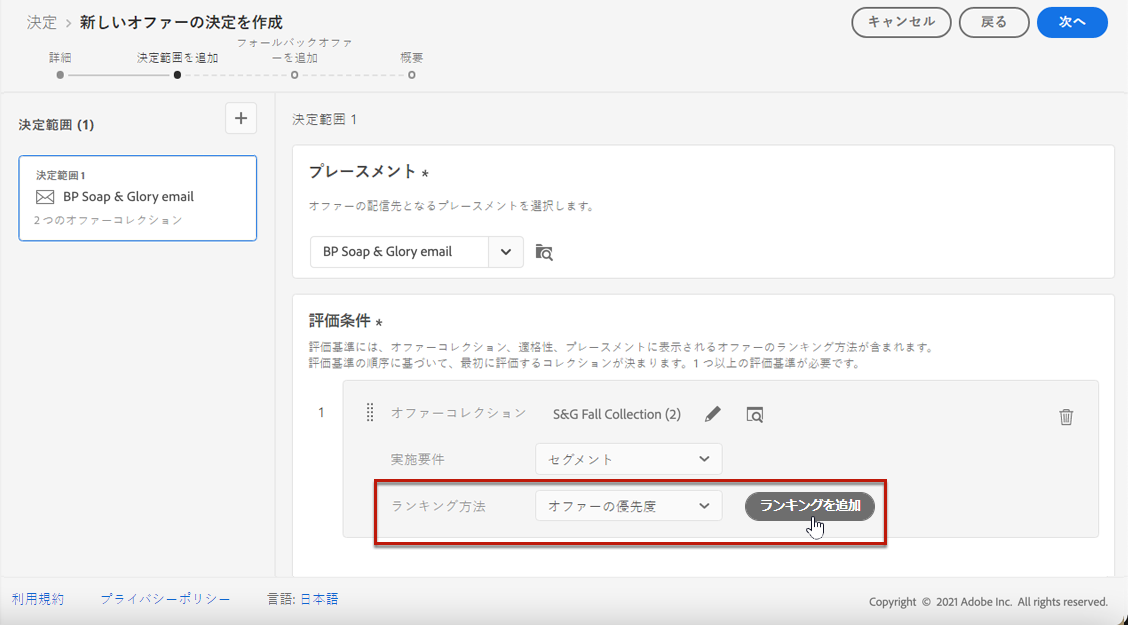 決定 › 新しいオファーの決定を作成
キャンセル
戻る
次へ
詳細
決定範囲を追加
フォールバックオファ
ーを追加
概要
決定範囲 (1)
+
決定範囲 1
BP Soap & Glory email
2 つのオファーコレクション
決定範囲 1
プレースメント *
オファーの配信先となるプレースメントを選択します。
BP Soap & Glory email
評価条件 *
評価基準には、オファーコレクション、適格性、プレースメントに表示されるオファーのランキング方法が含まれます。
評価基準の順序に基づいて、最初に評価するコレクションが決まります。1 つ以上の評価基準が必要です。
1
オファーコレクション
S&G Fall Collection (2)
実施要件
セグメント
ランキング方法
オファーの優先度
ランキングを追加
利用規約
プライバシーポリシー
言語: 日本語
Copyright © 2021 Adobe Inc. All rights reserved.